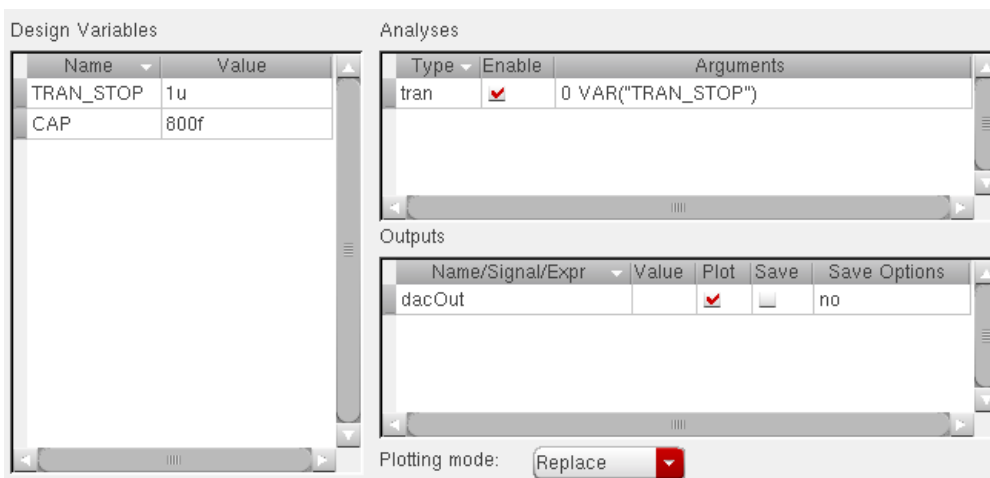 Design Variables
Name Value
TRAN_STOP 1u
CAP 800f
Analyses
Type Enable Arguments
tran 0 VAR("TRAN_STOP")
Outputs
Name/Signal/Expr Value Plot Save Save Options
dacOut no
Plotting mode: Replace